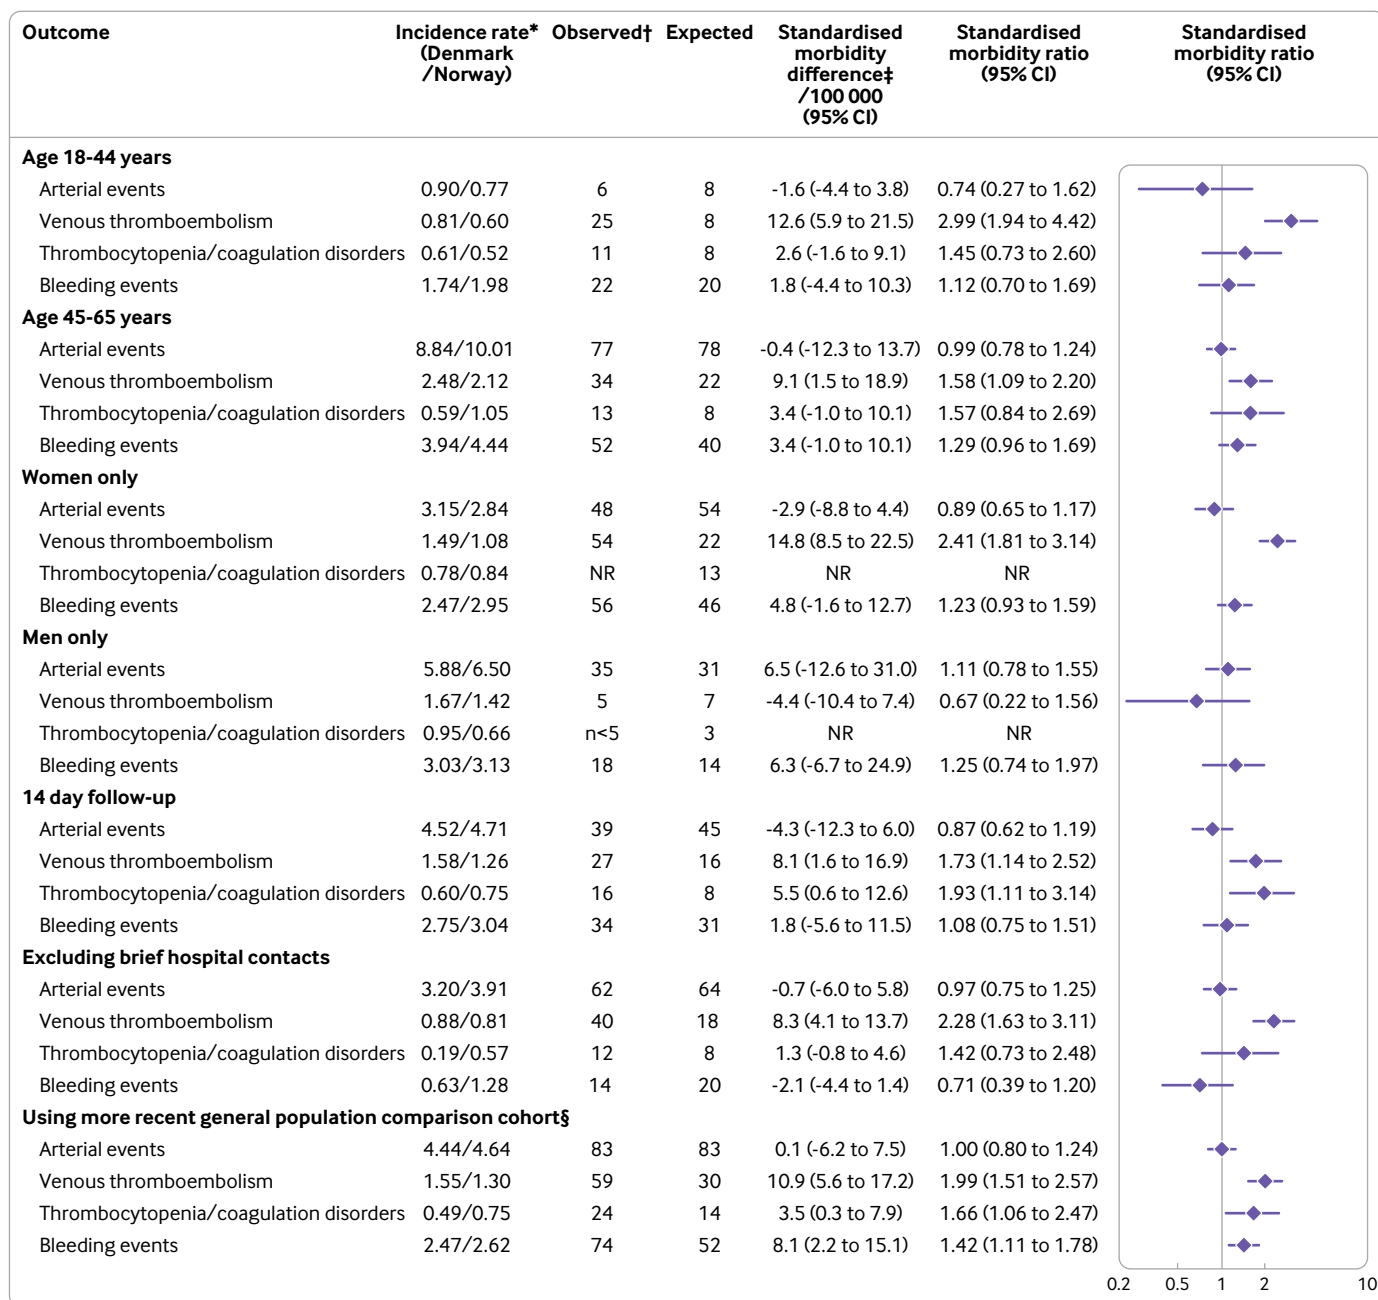 Outcome Incidence rate* (Denmark /Norway) Observed† Expected Standardised morbidity difference‡ /100 000 (95% CI) Standardised morbidity ratio (95% CI) Standardised morbidity ratio (95% CI)
Age 18-44 years
Arterial events 0.90/0.77 6 8 -1.6 (-4.4 to 3.8) 0.74 (0.27 to 1.62)
Venous thromboembolism 0.81/0.60 25 8 12.6 (5.9 to 21.5) 2.99 (1.94 to 4.42)
Thrombocytopenia/coagulation disorders 0.61/0.52 11 8 2.6 (-1.6 to 9.1) 1.45 (0.73 to 2.60)
Bleeding events 1.74/1.98 22 20 1.8 (-4.4 to 10.3) 1.12 (0.70 to 1.69)
Age 45-65 years
Arterial events 8.84/10.01 77 78 -0.4 (-12.3 to 13.7) 0.99 (0.78 to 1.24)
Venous thromboembolism 2.48/2.12 34 22 9.1 (1.5 to 18.9) 1.58 (1.09 to 2.20)
Thrombocytopenia/coagulation disorders 0.59/1.05 13 8 3.4 (-1.0 to 10.1) 1.57 (0.84 to 2.69)
Bleeding events 3.94/4.44 52 40 3.4 (-1.0 to 10.1) 1.29 (0.96 to 1.69)
Women only
Arterial events 3.15/2.84 48 54 -2.9 (-8.8 to 4.4) 0.89 (0.65 to 1.17)
Venous thromboembolism 1.49/1.08 54 22 14.8 (8.5 to 22.5) 2.41 (1.81 to 3.14)
Thrombocytopenia/coagulation disorders 0.78/0.84 NR 13 NR NR
Bleeding events 2.47/2.95 56 46 4.8 (-1.6 to 12.7) 1.23 (0.93 to 1.59)
Men only
Arterial events 5.88/6.50 35 31 6.5 (-12.6 to 31.0) 1.11 (0.78 to 1.55)
Venous thromboembolism 1.67/1.42 5 7 -4.4 (-10.4 to 7.4) 0.67 (0.22 to 1.56)
Thrombocytopenia/coagulation disorders 0.95/0.66 n<5 3 NR NR
Bleeding events 3.03/3.13 18 14 6.3 (-6.7 to 24.9) 1.25 (0.74 to 1.97)
14 day follow-up
Arterial events 4.52/4.71 39 45 -4.3 (-12.3 to 6.0) 0.87 (0.62 to 1.19)
Venous thromboembolism 1.58/1.26 27 16 8.1 (1.6 to 16.9) 1.73 (1.14 to 2.52)
Thrombocytopenia/coagulation disorders 0.60/0.75 16 8 5.5 (0.6 to 12.6) 1.93 (1.11 to 3.14)
Bleeding events 2.75/3.04 34 31 1.8 (-5.6 to 11.5) 1.08 (0.75 to 1.51)
Excluding brief hospital contacts
Arterial events 3.20/3.91 62 64 -0.7 (-6.0 to 5.8) 0.97 (0.75 to 1.25)
Venous thromboembolism 0.88/0.81 40 18 8.3 (4.1 to 13.7) 2.28 (1.63 to 3.11)
Thrombocytopenia/coagulation disorders 0.19/0.57 12 8 1.3 (-0.8 to 4.6) 1.42 (0.73 to 2.48)
Bleeding events 0.63/1.28 14 20 -2.1 (-4.4 to 1.4) 0.71 (0.39 to 1.20)
Using more recent general population comparison cohort§
Arterial events 4.44/4.64 83 83 0.1 (-6.2 to 7.5) 1.00 (0.80 to 1.24)
Venous thromboembolism 1.55/1.30 59 30 10.9 (5.6 to 17.2) 1.99 (1.51 to 2.57)
Thrombocytopenia/coagulation disorders 0.49/0.75 24 14 3.5 (0.3 to 7.9) 1.66 (1.06 to 2.47)
Bleeding events 2.47/2.62 74 52 8.1 (2.2 to 15.1) 1.42 (1.11 to 1.78)
0.2 0.5 1 2 10